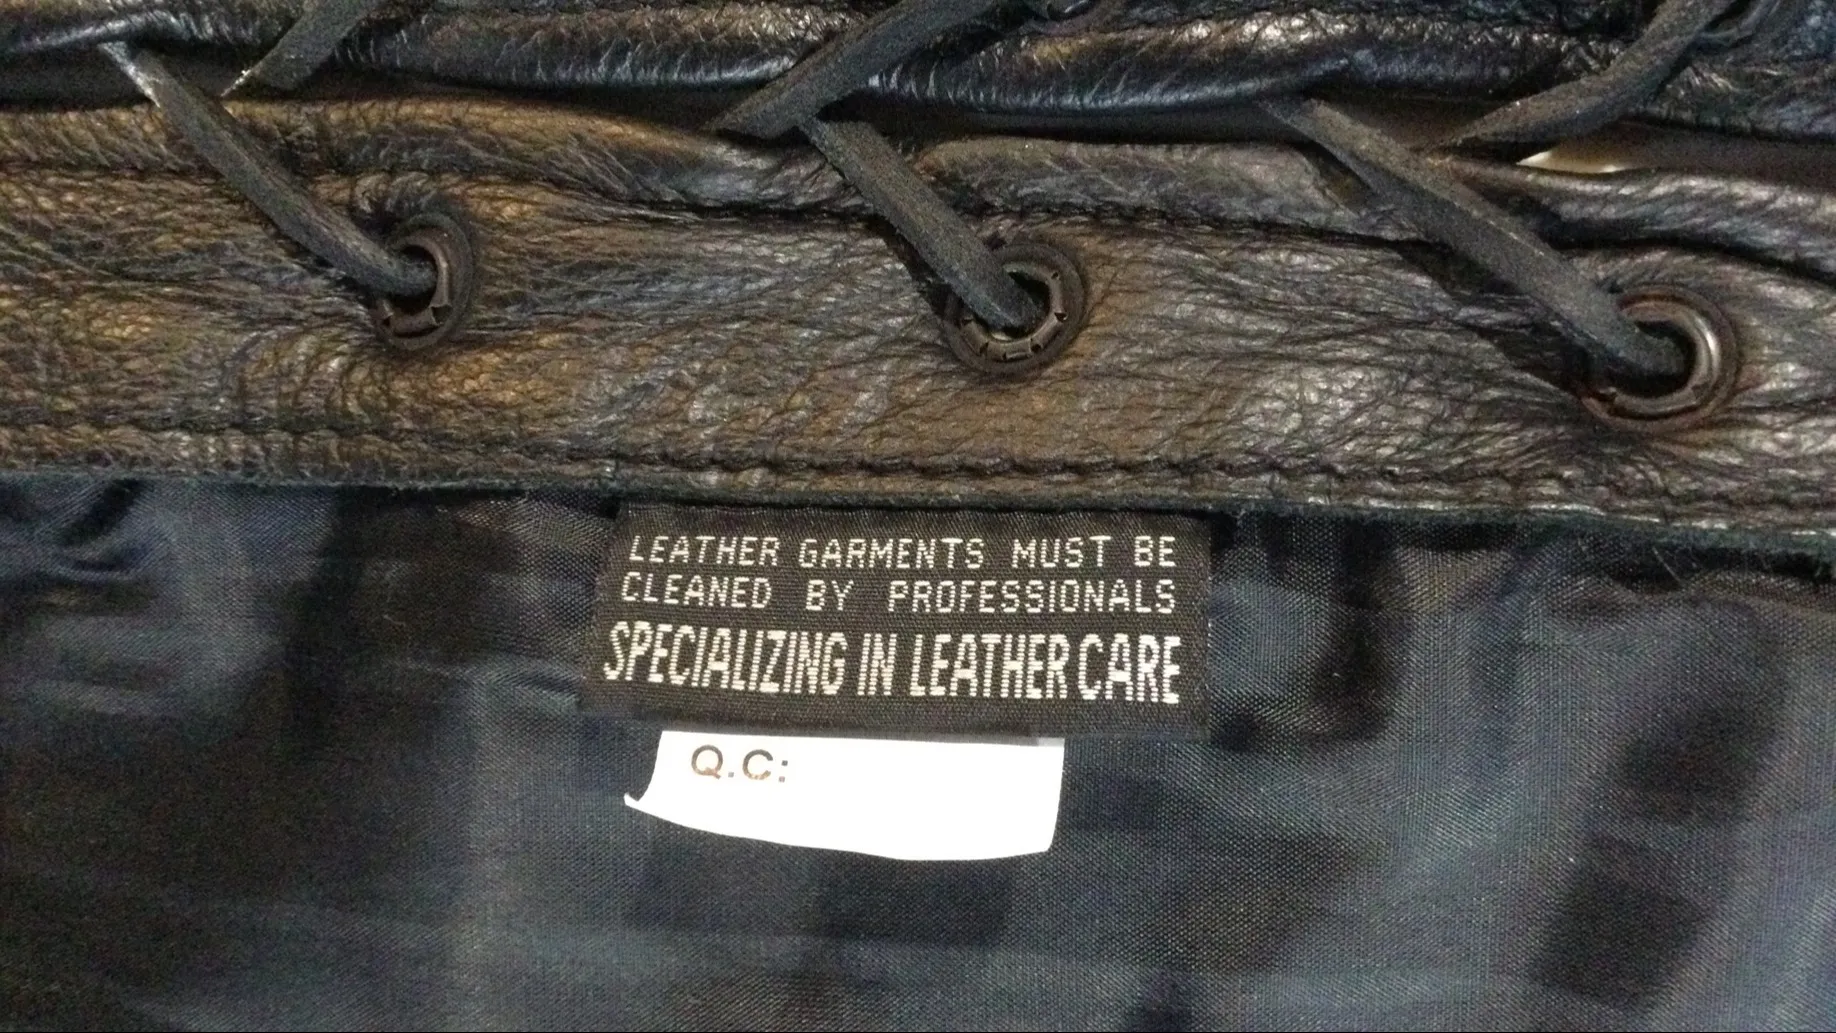 LEATHER GARMENTS MUST BE
CLEANED BY PROFESSIONALS
SPECIALIZING IN LEATHER CARE
Q.C: